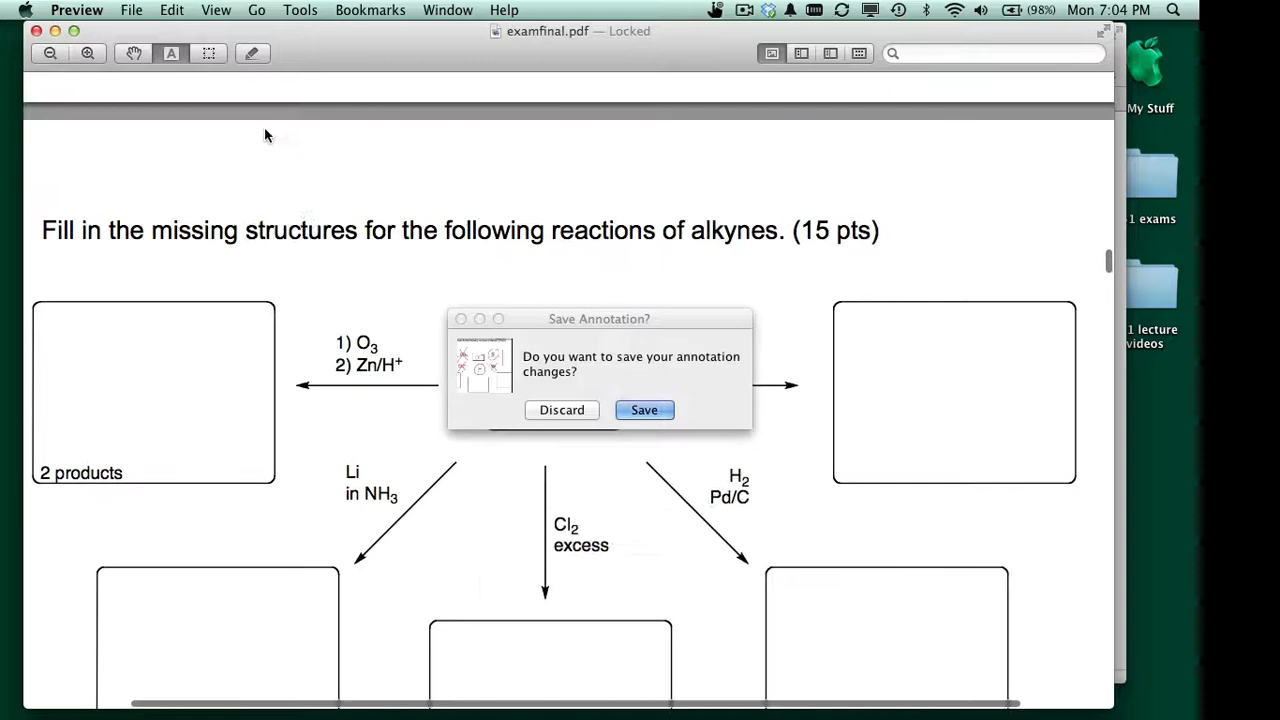 Preview File Edit View Go Tools Bookmarks Window Help (98%) Mon 7:04 PM
examfinal.pdf — Locked
My Stuff
Fill in the missing structures for the following reactions of alkynes. (15 pts)
1 exams
Save Annotation?
1) O3
2) Zn/H+
Do you want to save your annotation
changes?
Discard Save
1 lecture
videos
2 products
Li
in NH3
H2
Pd/C
Cl2
excess